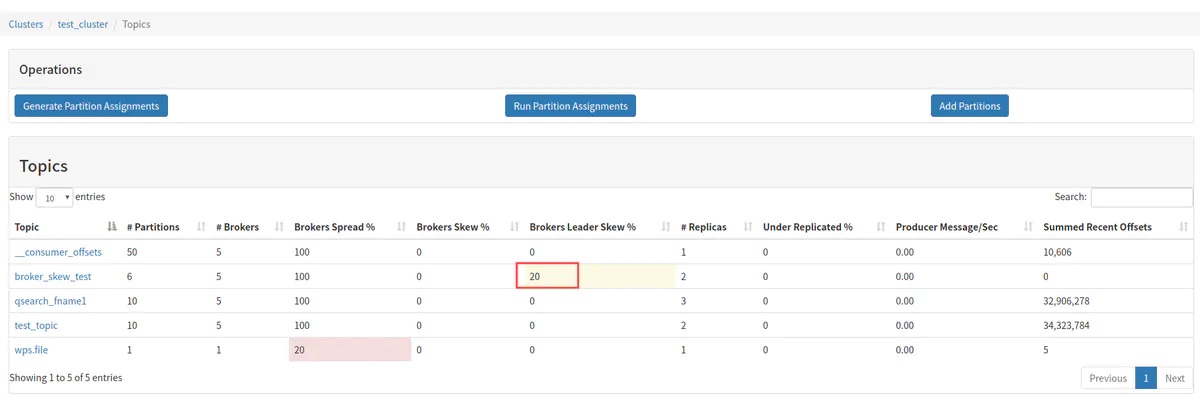 Clusters / test_cluster / Topics
Operations
Generate Partition Assignments Run Partition Assignments Add Partitions
Topics
Show 10 entries Search:
Topic # Partitions # Brokers Brokers Spread % Brokers Skew % Brokers Leader Skew % # Replicas Under Replicated % Producer Message/Sec Summed Recent Offsets
__consumer_offsets 50 5 100 0 0 1 0 0.00 10,606
broker_skew_test 6 5 100 0 20 2 0 0.00 0
qsearch_fname1 10 5 100 0 0 3 0 0.00 32,906,278
test_topic 10 5 100 0 0 2 0 0.00 34,323,784
wps.file 1 1 20 0 0 1 0 0.00 5
Showing 1 to 5 of 5 entries Previous 1 Next